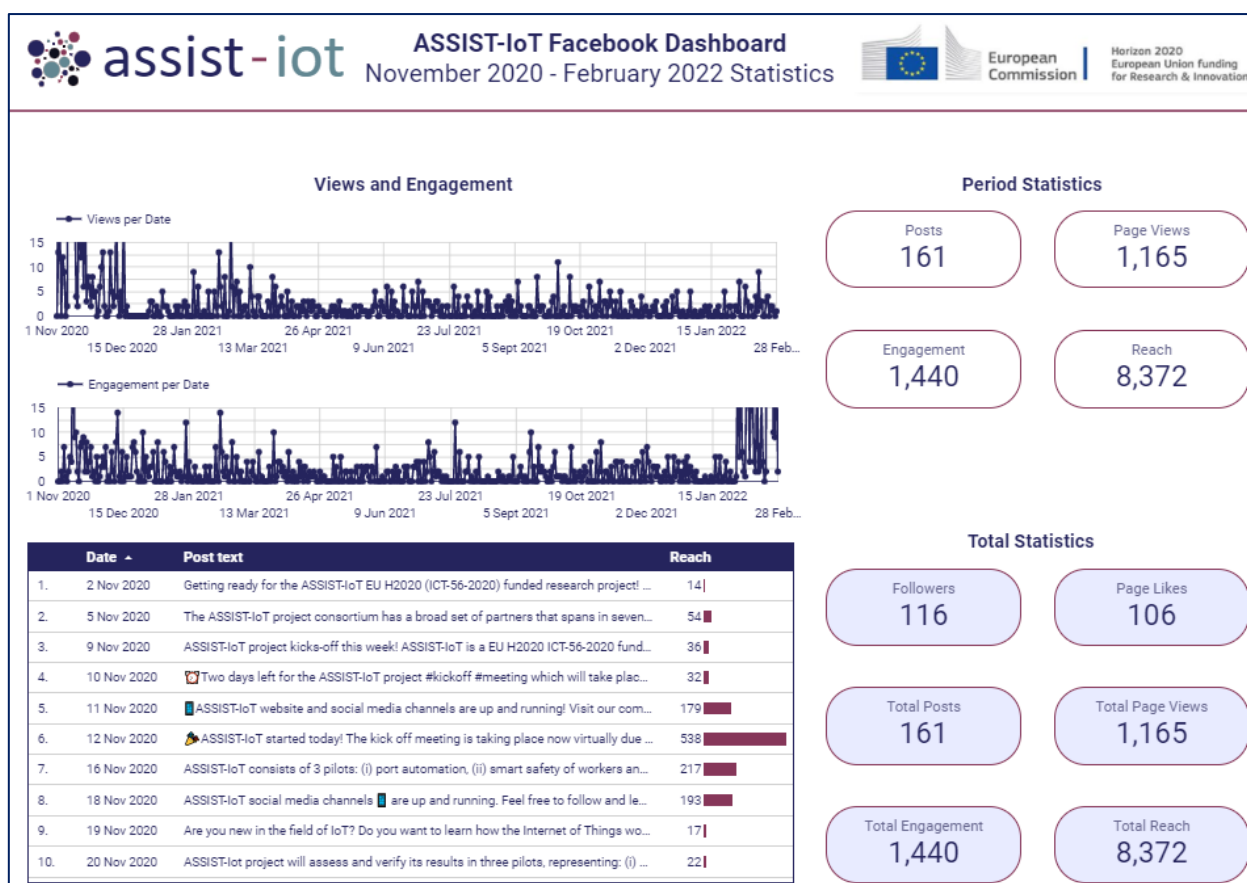 assist-iot
ASSIST-IoT Facebook Dashboard
November 2020 - February 2022 Statistics
European
Commission
Horizon 2020
European Union funding
for Research & Innovation
Views and Engagement
Views per Date
15
10
5
0
1 Nov 2020 28 Jan 2021 26 Apr 2021 23 Jul 2021 19 Oct 2021 15 Jan 2022
15 Dec 2020 13 Mar 2021 9 Jun 2021 5 Sept 2021 2 Dec 2021 28 Feb...
Engagement per Date
15
10
5
0
1 Nov 2020 28 Jan 2021 26 Apr 2021 23 Jul 2021 19 Oct 2021 15 Jan 2022
15 Dec 2020 13 Mar 2021 9 Jun 2021 5 Sept 2021 2 Dec 2021 28 Feb...
Date Post text Reach
1. 2 Nov 2020 Getting ready for the ASSIST-IoT EU H2020 (ICT-56-2020) funded research project! ... 14
2. 5 Nov 2020 The ASSIST-IoT project consortium has a broad set of partners that spans in seven... 54
3. 9 Nov 2020 ASSIST-IoT project kicks-off this week! ASSIST-IoT is a EU H2020 ICT-56-2020 fund... 36
4. 10 Nov 2020 ⏰Two days left for the ASSIST-IoT project #kickoff #meeting which will take plac... 32
5. 11 Nov 2020 📱ASSIST-IoT website and social media channels are up and running! Visit our com... 179
6. 12 Nov 2020 🎉ASSIST-IoT started today! The kick off meeting is taking place now virtually due ... 538
7. 16 Nov 2020 ASSIST-IoT consists of 3 pilots: (i) port automation, (ii) smart safety of workers an... 217
8. 18 Nov 2020 ASSIST-IoT social media channels 📱 are up and running. Feel free to follow and le... 193
9. 19 Nov 2020 Are you new in the field of IoT? Do you want to learn how the Internet of Things wo... 17
10. 20 Nov 2020 ASSIST-Iot project will assess and verify its results in three pilots, representing: (i) ... 22
Period Statistics
Posts
161
Page Views
1,165
Engagement
1,440
Reach
8,372
Total Statistics
Followers
116
Page Likes
106
Total Posts
161
Total Page Views
1,165
Total Engagement
1,440
Total Reach
8,372